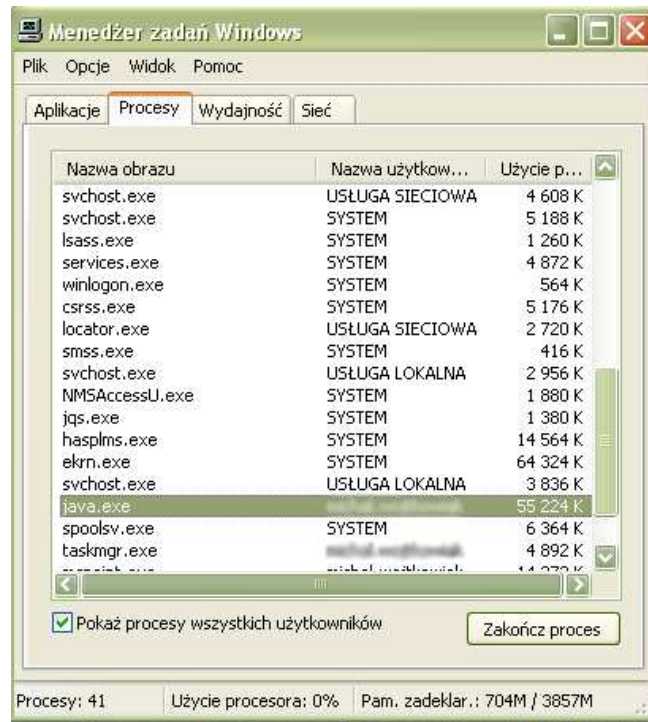 Menedżer zadań Windows
Plik Opcje Widok Pomoc
Aplikacje Procesy Wydajność Sieć
Nazwa obrazu Nazwa użytkow... Użycie p...
svchost.exe USŁUGA SIECIOWA 4 608 K
svchost.exe SYSTEM 5 188 K
lsass.exe SYSTEM 1 260 K
services.exe SYSTEM 4 872 K
winlogon.exe SYSTEM 564 K
csrss.exe SYSTEM 5 176 K
locator.exe USŁUGA SIECIOWA 2 720 K
smss.exe SYSTEM 416 K
svchost.exe USŁUGA LOKALNA 2 956 K
NMSAccessU.exe SYSTEM 1 880 K
jqs.exe SYSTEM 1 380 K
hasplms.exe SYSTEM 14 564 K
ekrn.exe SYSTEM 64 324 K
svchost.exe USŁUGA LOKALNA 3 836 K
java.exe 55 224 K
spoolsv.exe SYSTEM 6 364 K
taskmgr.exe 4 892 K
Pokaż procesy wszystkich użytkowników Zakończ proces
Procesy: 41 Użycie procesora: 0% Pam. zadeklar.: 704M / 3857M